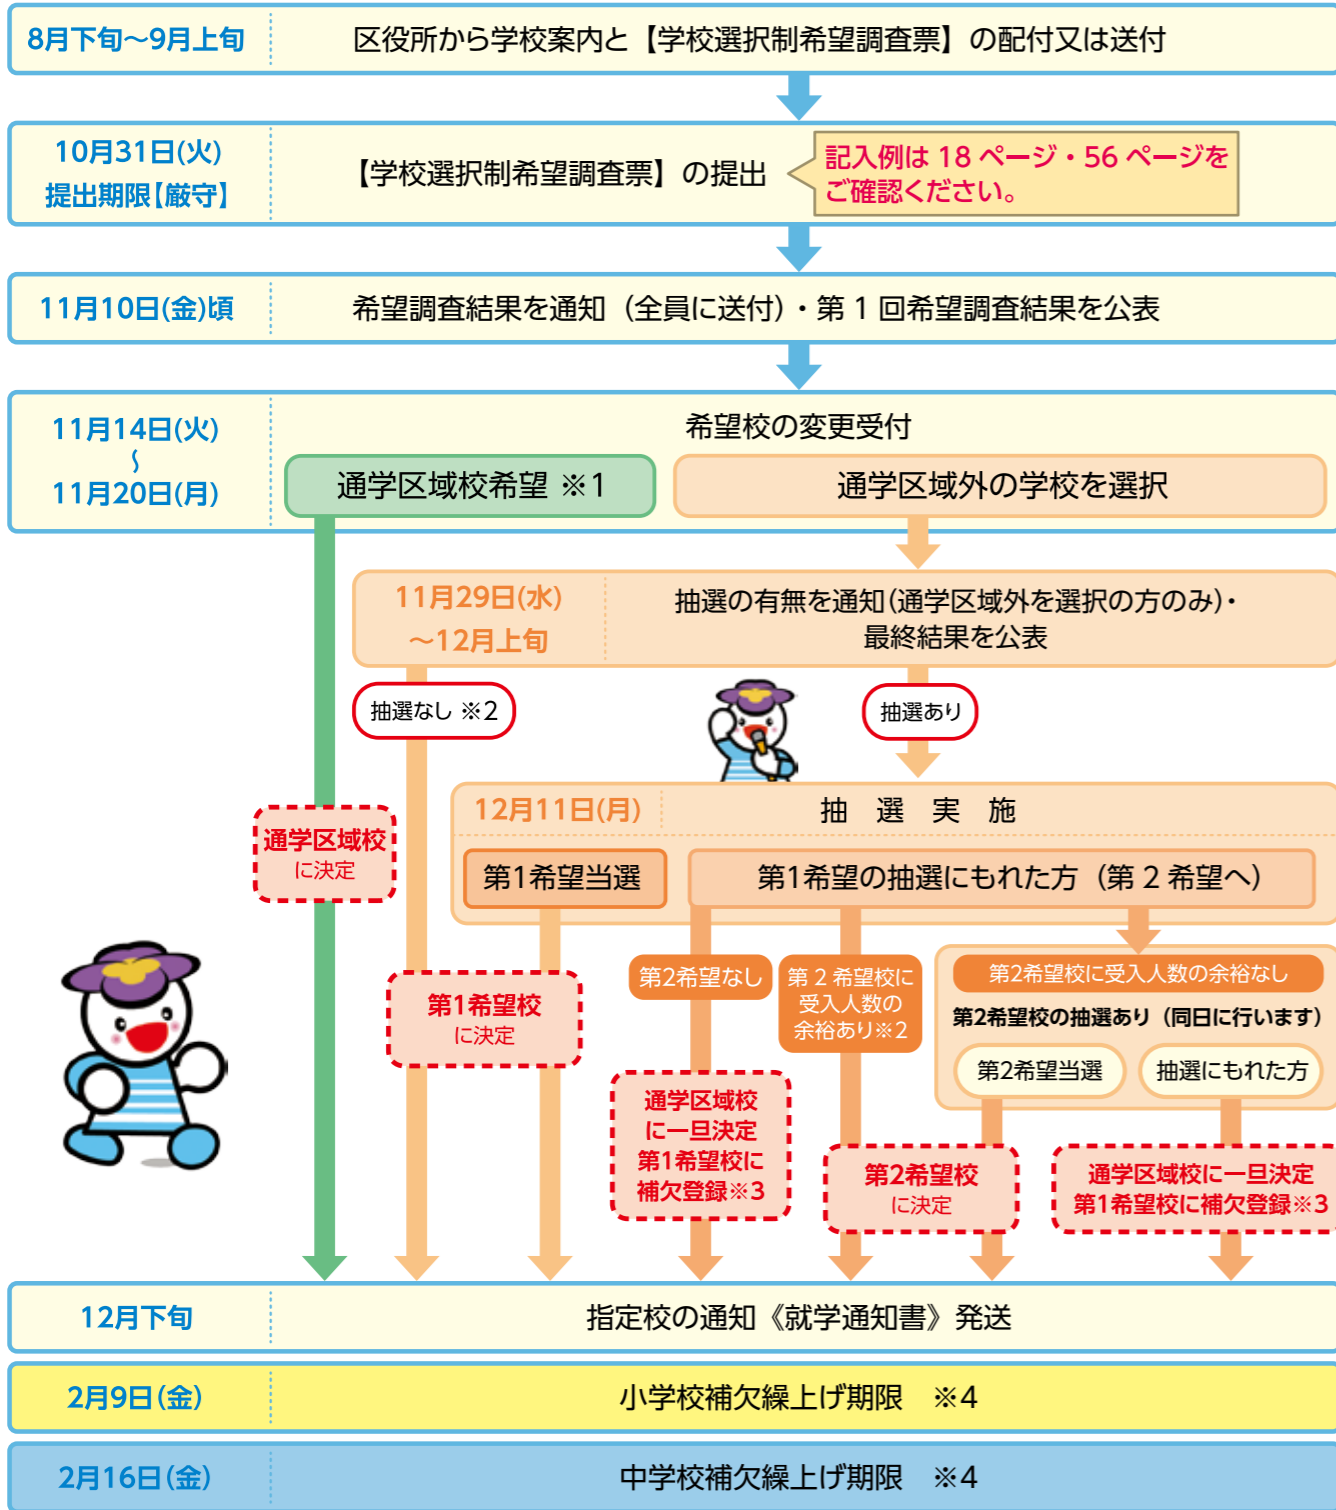 8月下旬〜9月上旬
区役所から学校案内と【学校選択制希望調査票】の配付又は送付
10月31日(火)
提出期限【厳守】
【学校選択制希望調査票】の提出
記入例は 18 ページ・56 ページを
ご確認ください。
11月10日(金)頃
希望調査結果を通知（全員に送付）・第 1 回希望調査結果を公表
11月14日(火)
〜
11月20日(月)
希望校の変更受付
通学区域校希望 ※1
通学区域外の学校を選択
11月29日(水)
〜12月上旬
抽選の有無を通知(通学区域外を選択の方のみ)・
最終結果を公表
抽選なし ※2
抽選あり
12月11日(月)
抽 選 実 施
通学区域校
に決定
第1希望当選
第1希望の抽選にもれた方（第 2 希望へ）
第1希望校
に決定
第2希望なし
第 2 希望校に
受入人数の
余裕あり※2
第2希望校に受入人数の余裕なし
第2希望校の抽選あり（同日に行います）
第2希望当選
抽選にもれた方
通学区域校
に一旦決定
第1希望校に
補欠登録※3
第2希望校
に決定
通学区域校に一旦決定
第1希望校に補欠登録※3
12月下旬
指定校の通知《就学通知書》発送
2月9日(金)
小学校補欠繰上げ期限 ※4
2月16日(金)
中学校補欠繰上げ期限 ※4